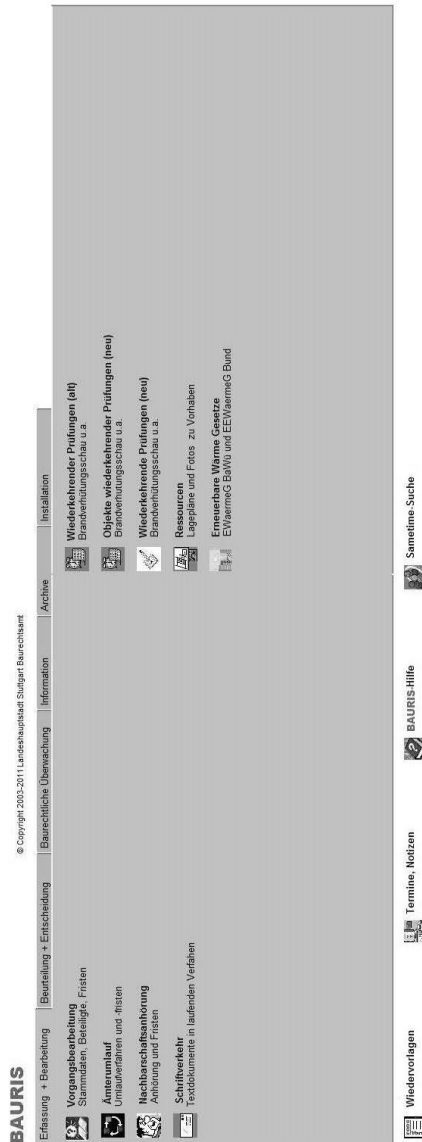 BAURIS
© Copyright 2003-2011 Landeshauptstadt Stuttgart Baurechtsamt
Erfassung + Bearbeitung
Beurteilung + Entscheidung
Baurechtliche Überwachung
Information
Archive
Installation
Vorgangsbearbeitung
Stammdaten, Beteiligte, Fristen
Ämterumlauf
Umlaufverfahren und -fristen
Nachbarschaftsanhörung
Anhörung und Fristen
Schriftverkehr
Textdokumente in laufenden Verfahen
Wiederkehrender Prüfungen (alt)
Brandverhütungsschau u.a.
Objekte wiederkehrender Prüfungen (neu)
Brandverhütungsschau u.a.
Wiederkehrende Prüfungen (neu)
Brandverhütungsschau u.a.
Ressourcen
Lagepläne und Fotos zu Vorhaben
Erneuerbare Wärme Gesetze
EWaermeG BaWü und EEWaermeG Bund
Wiedervorlagen
Termine, Notizen
BAURIS-Hilfe
Sametime-Suche